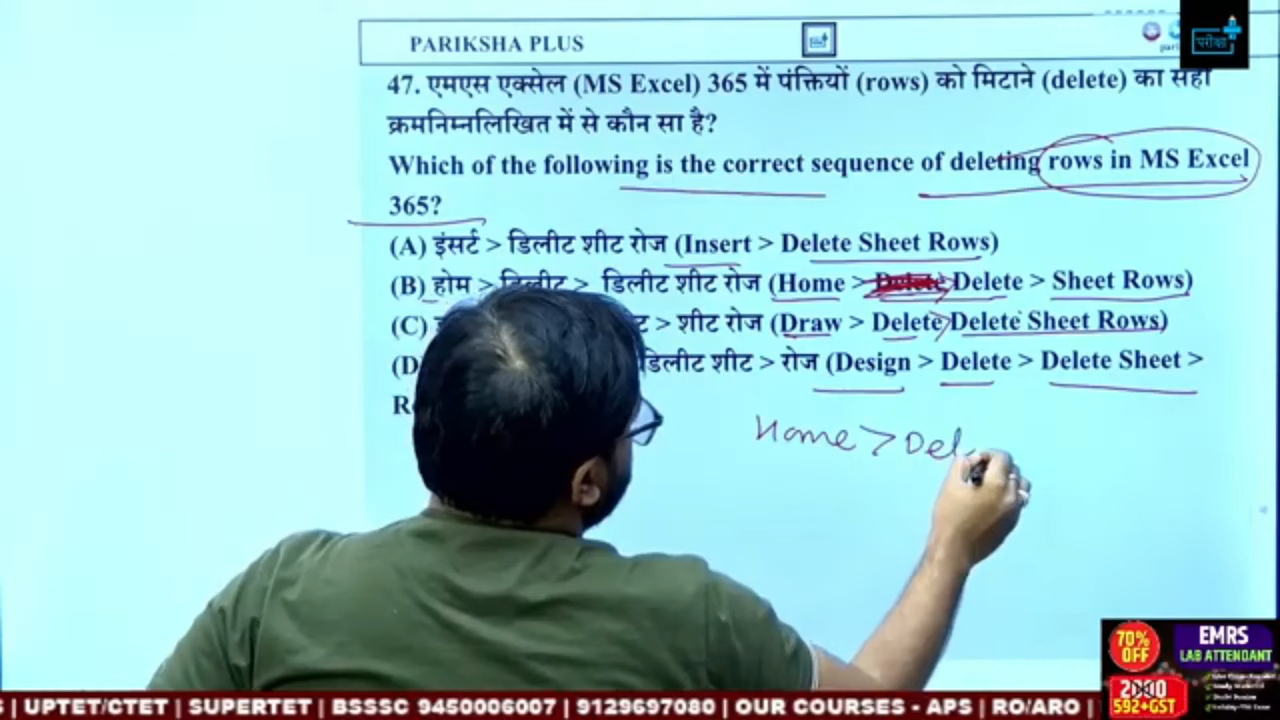 PARIKSHA PLUS
परीक्षा
47. एमएस एक्सेल (MS Excel) 365 में पंक्तियों (rows) को मिटाने (delete) का सही
क्रमनिम्नलिखित में से कौन सा है?
Which of the following is the correct sequence of deleting rows in MS Excel
365?
(A) इंसर्ट > डिलीट शीट रोज (Insert > Delete Sheet Rows)
(B) होम > डिलीट > डिलीट शीट रोज (Home > Delete > Sheet Rows)
(C) > शीट रोज (Draw > Delete > Delete Sheet Rows)
(D डिलीट शीट > रोज (Design > Delete > Delete Sheet >
R
Home > Del
70% OFF
EMRS
LAB ATTENDANT
2000
592+GST
S | UPTET/CTET | SUPERTET | BSSSC 9450006007 | 9129697080 | OUR COURSES - APS | RO/ARO |